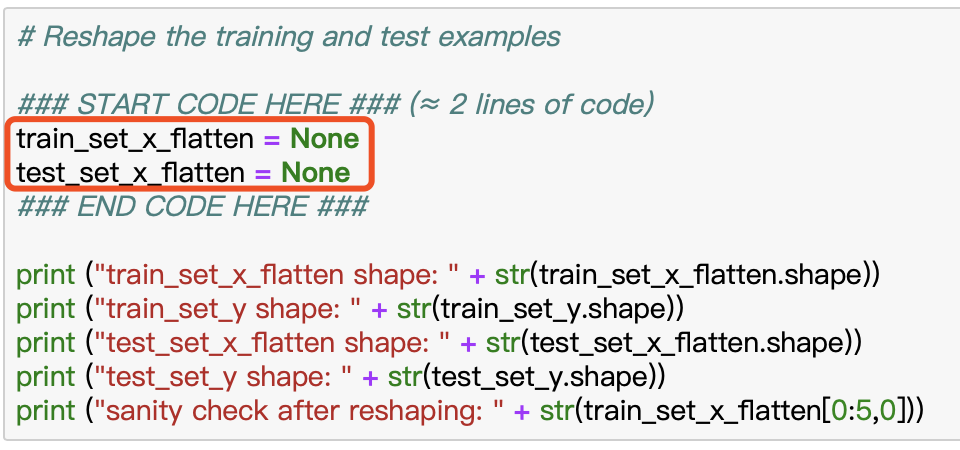 # Reshape the training and test examples
### START CODE HERE ### (≈ 2 lines of code)
train_set_x_flatten = None
test_set_x_flatten = None
### END CODE HERE ###
print ("train_set_x_flatten shape: " + str(train_set_x_flatten.shape))
print ("train_set_y shape: " + str(train_set_y.shape))
print ("test_set_x_flatten shape: " + str(test_set_x_flatten.shape))
print ("test_set_y shape: " + str(test_set_y.shape))
print ("sanity check after reshaping: " + str(train_set_x_flatten[0:5,0]))